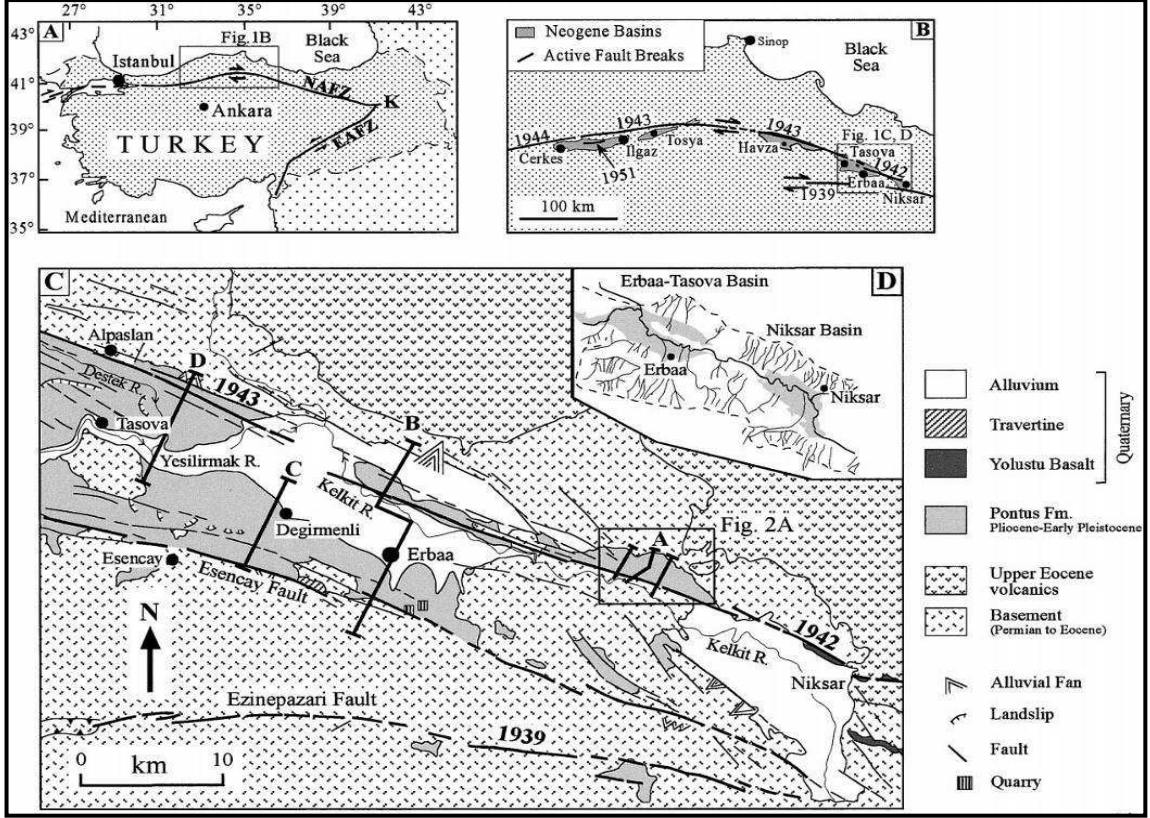 27° 31° 35° 39° 43°
43°
41°
39°
37°
35°
A
Fig.1B
Black
Sea
Istanbul
NAFZ
K
Ankara
TURKEY
EAFZ
Mediterranean
B
Neogene Basins
Active Fault Breaks
Sinop
Black
Sea
1944
1943
1943
Fig. 1C, D
Cerkes
Ilgaz
Tosya
Havza
Tasova
1942
1951
Erbaa
1939
Niksar
100 km
C
Alpaslan
D
Destek R.
1943
Tasova
B
Yesilirmak R.
C
Kelkit R.
Fig. 2A
Degirmenli
A
Esencay
Erbaa
Esencay Fault
N
1942
Kelkit R.
Niksar
Ezinepazari Fault
1939
0 10
km
D
Erbaa-Tasova Basin
Niksar Basin
Erbaa
Niksar
Alluvium
Travertine
Yolustu Basalt
Quaternary
Pontus Fm.
Pliocene-Early Pleistocene
Upper Eocene
volcanics
Basement
(Permian to Eocene)
Alluvial Fan
Landslip
Fault
Quarry